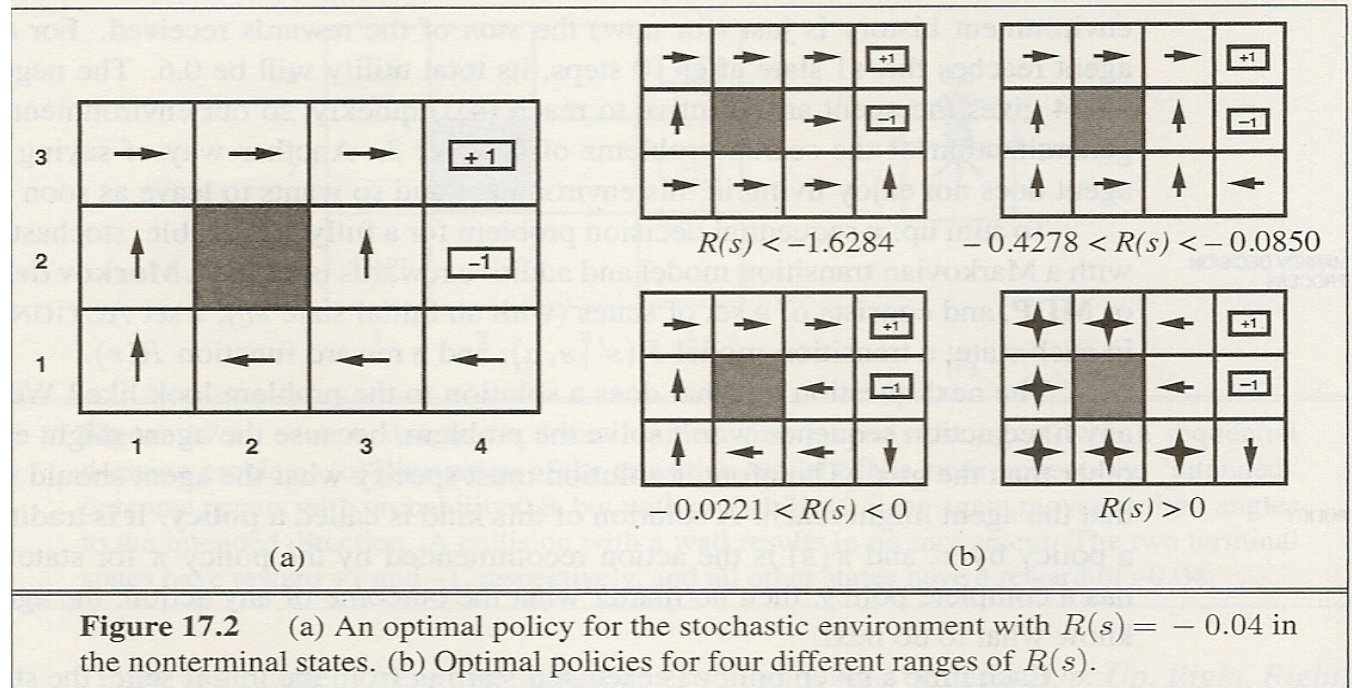 3
+1
2
-1
1
1 2 3 4
(a)
+1
-1
R(s) < -1.6284
+1
-1
- 0.4278 < R(s) < - 0.0850
+1
-1
- 0.0221 < R(s) < 0
+1
-1
R(s) > 0
(b)
Figure 17.2 (a) An optimal policy for the stochastic environment with R(s) = - 0.04 in
the nonterminal states. (b) Optimal policies for four different ranges of R(s).